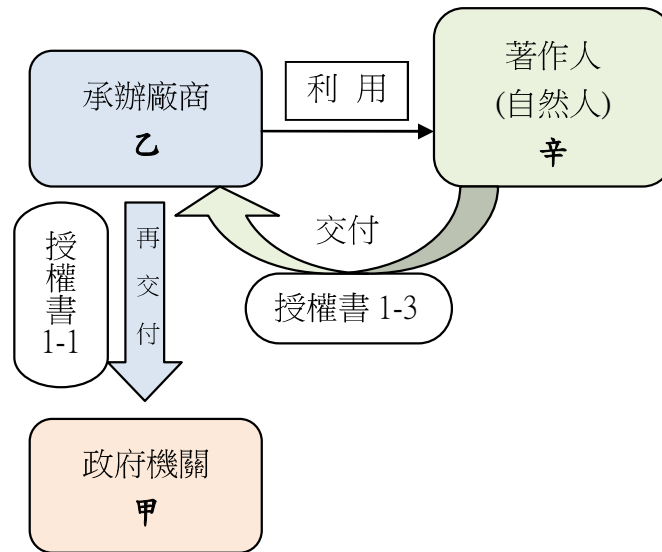 承辦廠商
乙
利 用
著作人
(自然人)
辛
授權書
1-1
再交付
交付
授權書 1-3
政府機關
甲